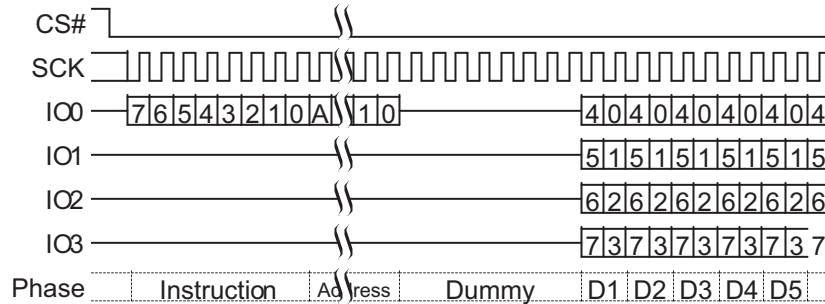 CS#
SCK
IO0 7 6 5 4 3 2 1 0 A 1 0 4 0 4 0 4 0 4 0 4 0 4
IO1 5 1 5 1 5 1 5 1 5 1 5
IO2 6 2 6 2 6 2 6 2 6 2 6
IO3 7 3 7 3 7 3 7 3 7 3 7
Phase Instruction Address Dummy D1 D2 D3 D4 D5